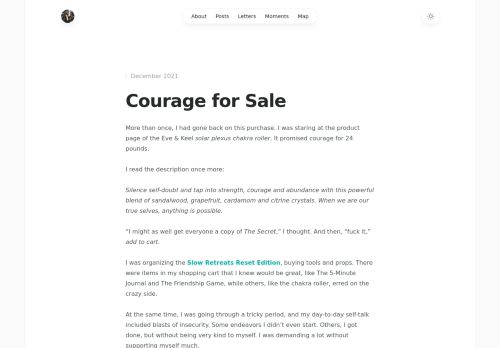 About Posts Letters Moments Map
December 2021
Courage for Sale
More than once, I had gone back on this purchase. I was staring at the product
page of the Eve & Keel solar plexus chakra roller. It promised courage for 24
pounds.
I read the description once more:
Silence self-doubt and tap into strength, courage and abundance with this powerful
blend of sandalwood, grapefruit, cardamom and citrine crystals. When we are our
true selves, anything is possible.
“I might as well get everyone a copy of The Secret,” I thought. And then, “fuck it,”
add to cart.
I was organizing the Slow Retreats Reset Edition, buying tools and props. There
were items in my shopping cart that I knew would be great, like The 5-Minute
Journal and The Friendship Game, while others, like the chakra roller, erred on the
crazy side.
At the same time, I was going through a tricky period, and my day-to-day self-talk
included blasts of insecurity. Some endeavors I didn’t even start. Others, I got
done, but without being very kind to myself. I was demanding a lot without
supporting myself much.